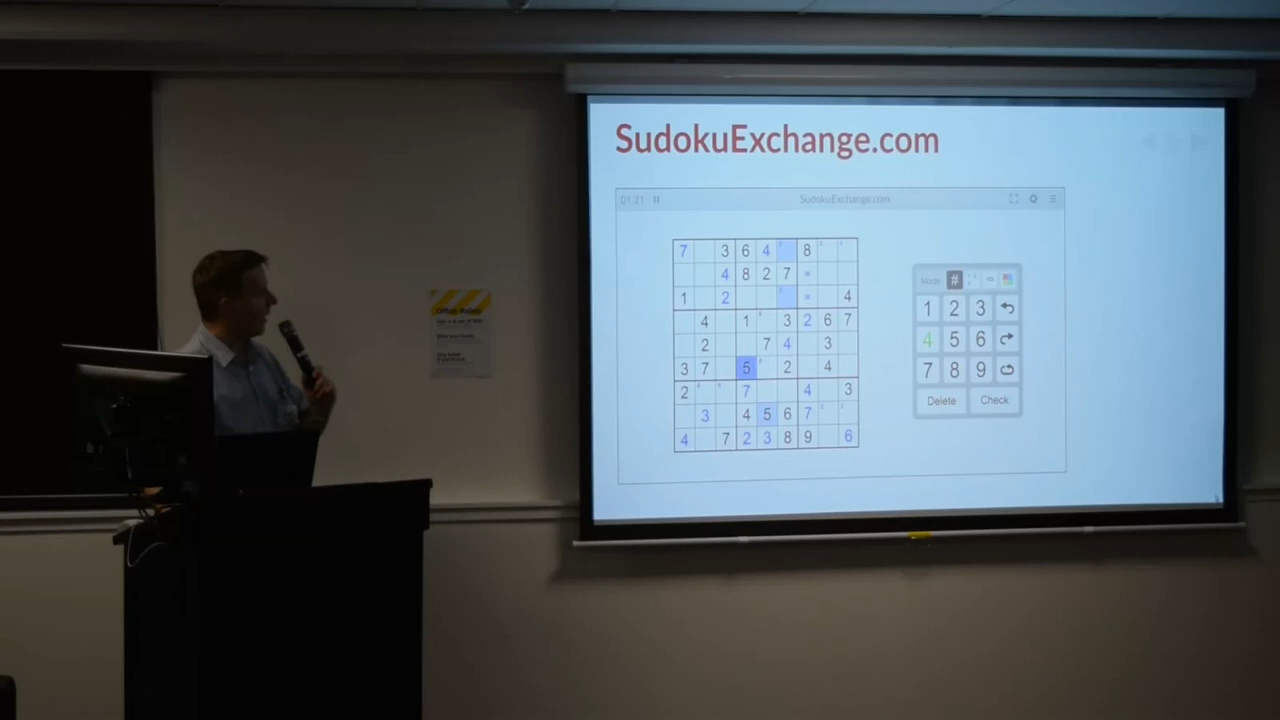 SudokuExchange.com
01:21
SudokuExchange.com
7 3 6 4 8
4 8 2 7
1 2 4
4 1 3 2 6 7
2 7 4 3
3 7 5 2 4
2 7 4 3
3 4 5 6 7
4 7 2 3 8 9 6
Mode #
1 2 3
4 5 6
7 8 9
Delete Check